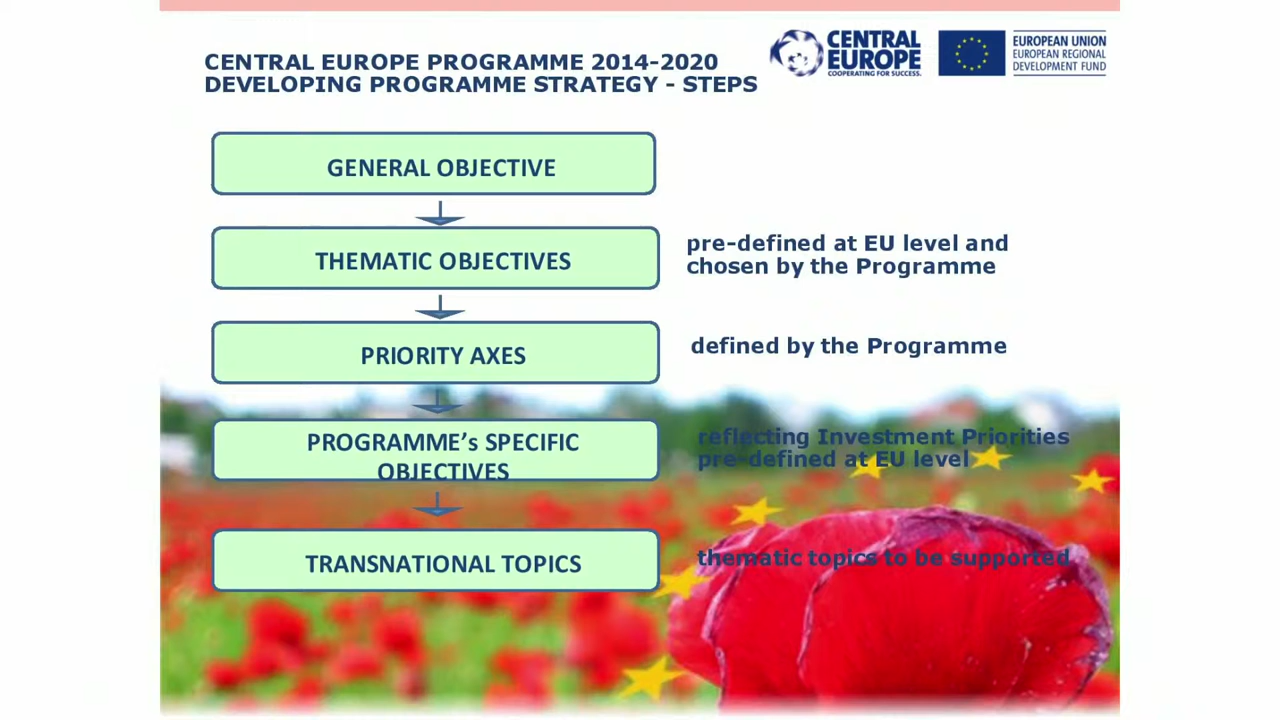 CENTRAL EUROPE PROGRAMME 2014-2020
DEVELOPING PROGRAMME STRATEGY - STEPS
CENTRAL
EUROPE
COOPERATING FOR SUCCESS.
EUROPEAN UNION
EUROPEAN REGIONAL
DEVELOPMENT FUND
GENERAL OBJECTIVE
THEMATIC OBJECTIVES
pre-defined at EU level and
chosen by the Programme
PRIORITY AXES
defined by the Programme
PROGRAMME’s SPECIFIC
OBJECTIVES
reflecting Investment Priorities
pre-defined at EU level
TRANSNATIONAL TOPICS
thematic topics to be supported